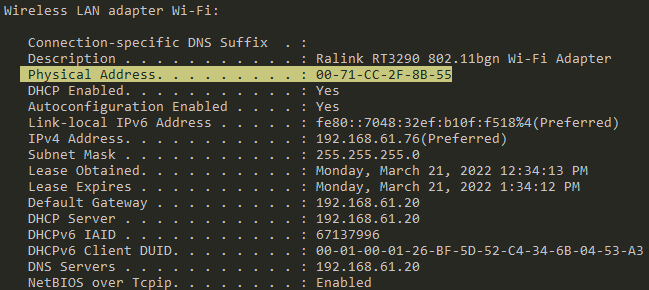 Wireless LAN adapter Wi-Fi:
Connection-specific DNS Suffix  . :
Description . . . . . . . . . . . : Ralink RT3290 802.11bgn Wi-Fi Adapter
Physical Address. . . . . . . . . : 00-71-CC-2F-8B-55
DHCP Enabled. . . . . . . . . . . : Yes
Autoconfiguration Enabled . . . . : Yes
Link-local IPv6 Address . . . . . : fe80::7048:32ef:b10f:f518%4(Preferred)
IPv4 Address. . . . . . . . . . . : 192.168.61.76(Preferred)
Subnet Mask . . . . . . . . . . . : 255.255.255.0
Lease Obtained. . . . . . . . . . : Monday, March 21, 2022 12:34:13 PM
Lease Expires . . . . . . . . . . : Monday, March 21, 2022 1:34:12 PM
Default Gateway . . . . . . . . . : 192.168.61.20
DHCP Server . . . . . . . . . . . : 192.168.61.20
DHCPv6 IAID . . . . . . . . . . . : 67137996
DHCPv6 Client DUID. . . . . . . . : 00-01-00-01-26-BF-5D-52-C4-34-6B-04-53-A3
DNS Servers . . . . . . . . . . . : 192.168.61.20
NetBIOS over Tcpip. . . . . . . . : Enabled